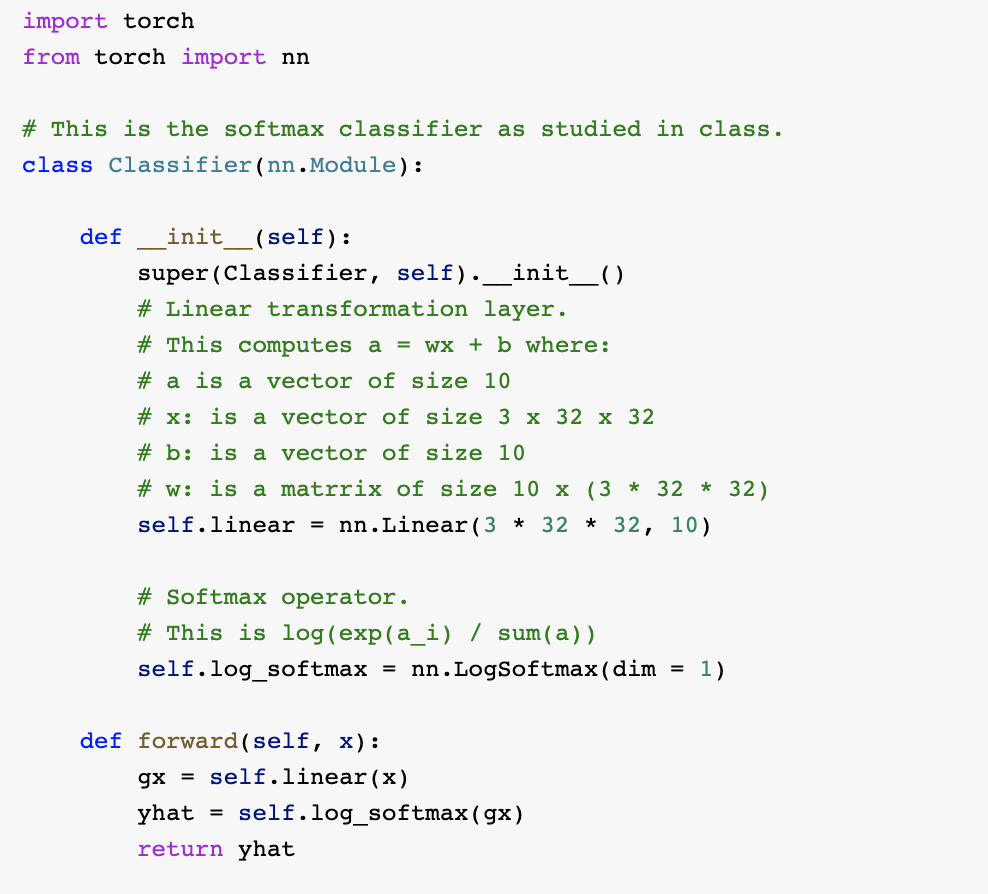 import torch
from torch import nn
# This is the softmax classifier as studied in class.
class Classifier(nn.Module):
def __init__(self):
super(Classifier, self).__init__()
# Linear transformation layer.
# This computes a = wx + b where:
# a is a vector of size 10
# x: is a vector of size 3 x 32 x 32
# b: is a vector of size 10
# w: is a matrrix of size 10 x (3 * 32 * 32)
self.linear = nn.Linear(3 * 32 * 32, 10)
# Softmax operator.
# This is log(exp(a_i) / sum(a))
self.log_softmax = nn.LogSoftmax(dim = 1)
def forward(self, x):
gx = self.linear(x)
yhat = self.log_softmax(gx)
return yhat